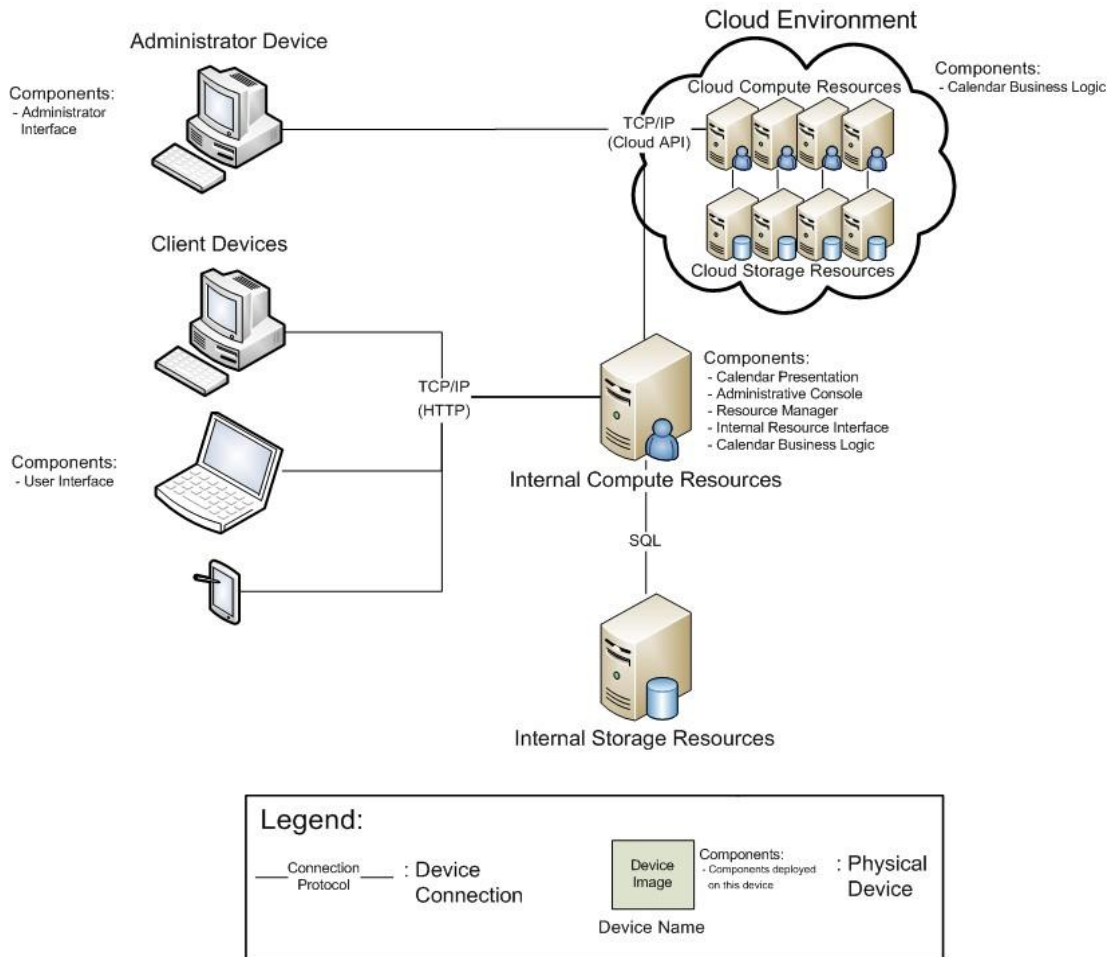 Cloud Environment
Administrator Device
Components:
- Administrator
Interface
Cloud Compute Resources
Components:
- Calendar Business Logic
TCP/IP
(Cloud API)
Cloud Storage Resources
Client Devices
TCP/IP
(HTTP)
Components:
- User Interface
Components:
- Calendar Presentation
- Administrative Console
- Resource Manager
- Internal Resource Interface
- Calendar Business Logic
Internal Compute Resources
SQL
Internal Storage Resources
Legend:
Connection
Protocol
: Device
Connection
Device
Image
Components:
- Components deployed
on this device
Device Name
: Physical
Device